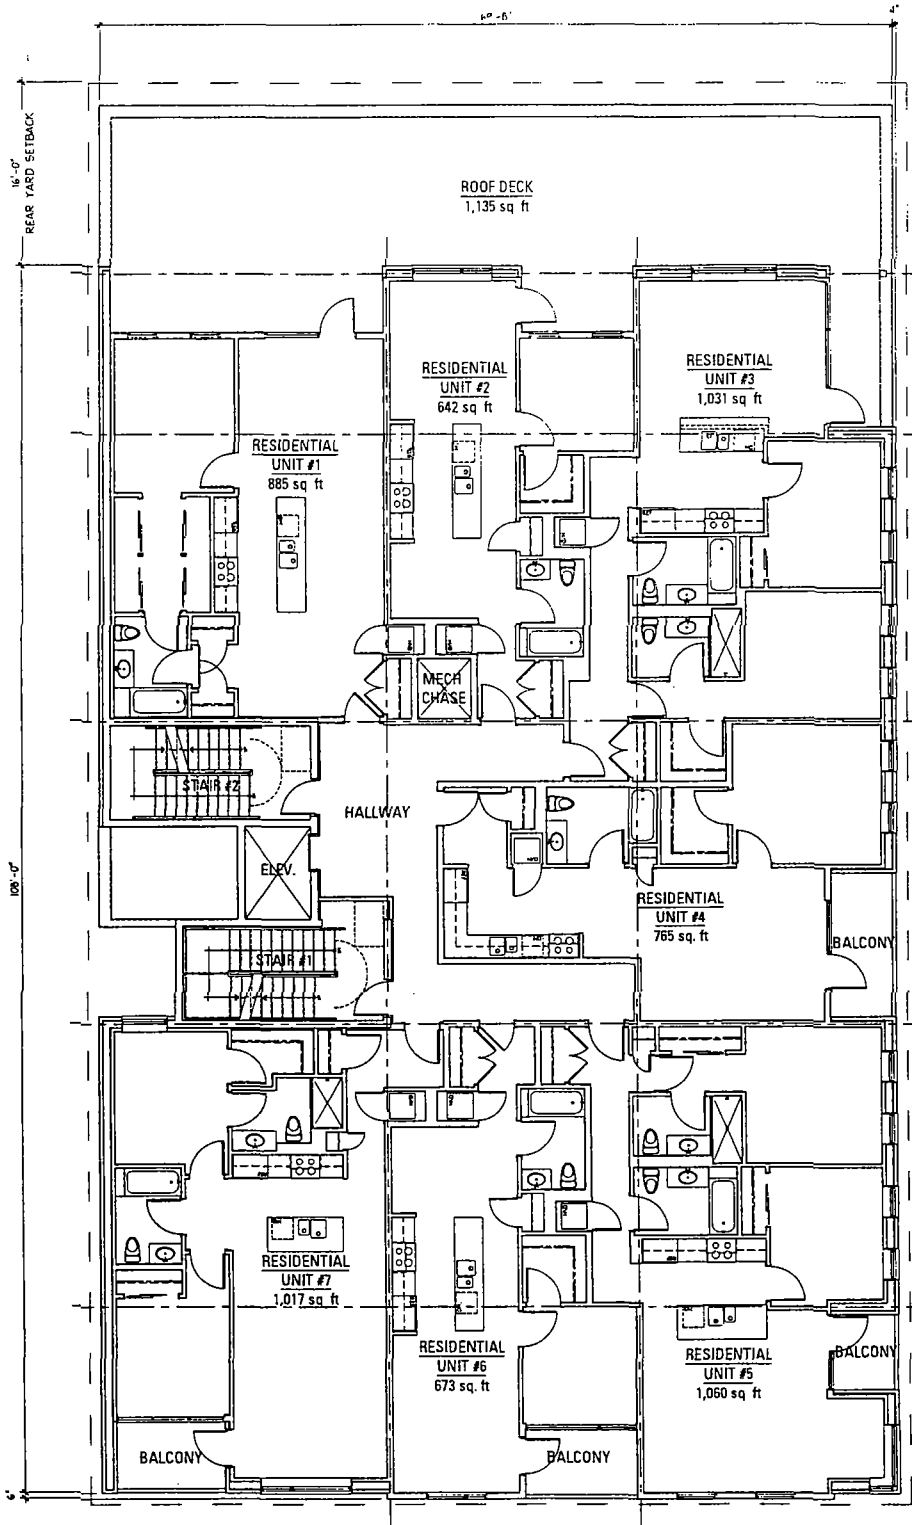 4"
16'-0"
REAR YARD SETBACK
ROOF DECK
1,135 sq ft
RESIDENTIAL
UNIT #2
642 sq ft
RESIDENTIAL
UNIT #3
1,031 sq ft
RESIDENTIAL
UNIT #1
885 sq ft
MECH
CHASE
STAIR #2
HALLWAY
ELEV.
108'-0"
RESIDENTIAL
UNIT #4
765 sq. ft
BALCONY
STAIR #1
RESIDENTIAL
UNIT #7
1,017 sq ft
RESIDENTIAL
UNIT #6
673 sq. ft
RESIDENTIAL
UNIT #5
1,060 sq ft
BALCONY
BALCONY
BALCONY
6"